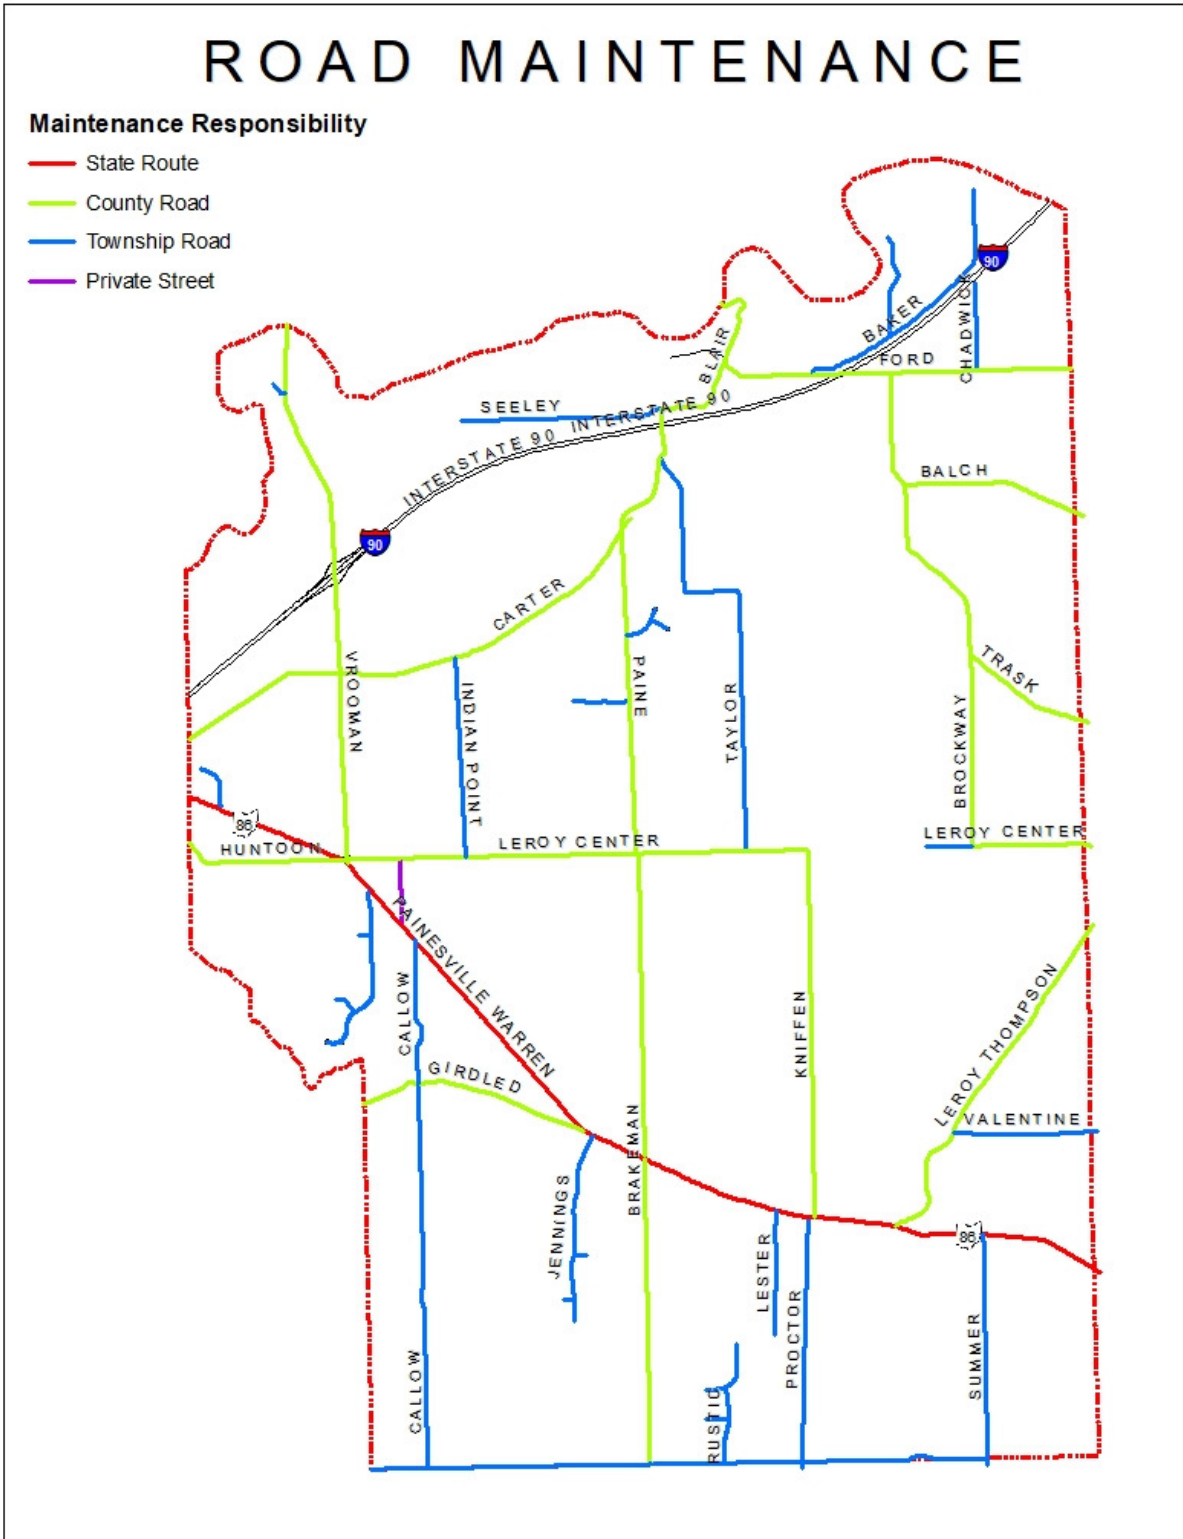 ROAD MAINTENANCE
Maintenance Responsibility
State Route
County Road
Township Road
Private Street
90
BAKER
CHADWICK
FORD
BLAIR
SEELEY
INTERSTATE 90
INTERSTATE 90
BALCH
90
CARTER
VROOMAN
INDIAN POINT
PAINE
TAYLOR
TRASK
BROCKWAY
86
HUNTOON
LEROY CENTER
LEROY CENTER
PAINESVILLE WARREN
CALLOW
GIRDLED
KNIFFEN
LEROY THOMPSON
VALENTINE
BRAKEMAN
JENNINGS
86
LESTER
PROCTOR
SUMMER
CALLOW
RUSTIC